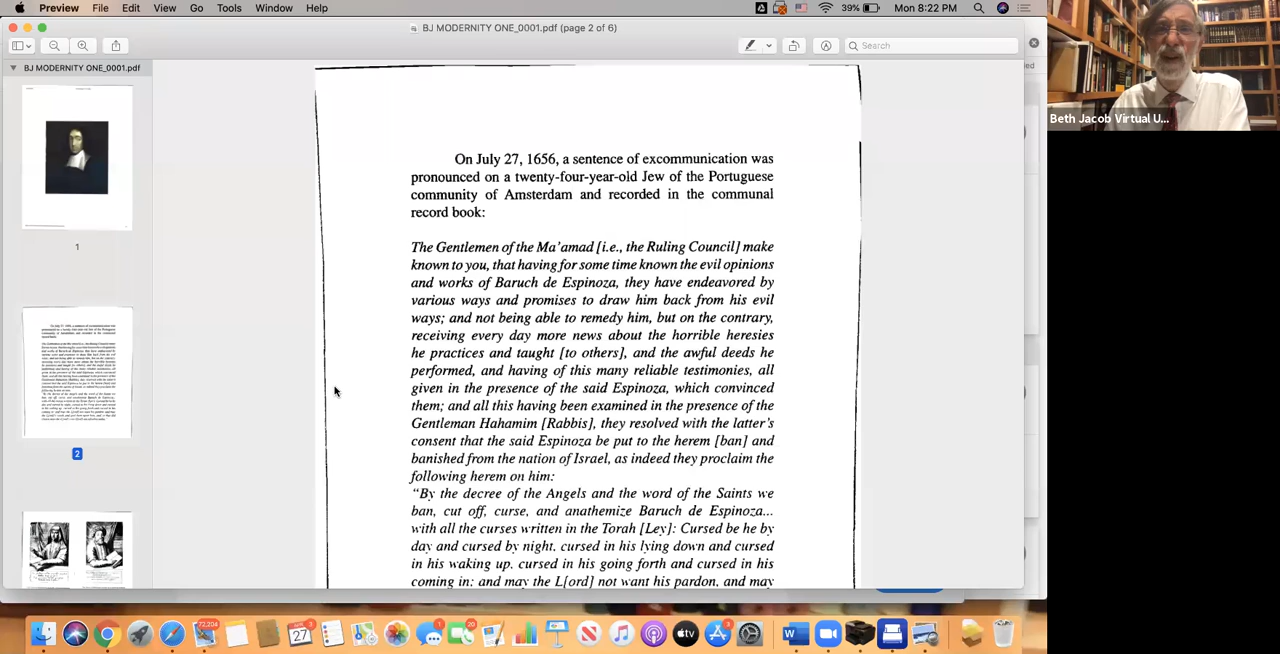 Preview File Edit View Go Tools Window Help
39% Mon 8:22 PM
BJ MODERNITY ONE_0001.pdf (page 2 of 6)
Search
BJ MODERNITY ONE_0001.pdf
1
2
On July 27, 1656, a sentence of excommunication was
pronounced on a twenty-four-year-old Jew of the Portuguese
community of Amsterdam and recorded in the communal
record book:
The Gentlemen of the Ma'amad [i.e., the Ruling Council] make
known to you, that having for some time known the evil opinions
and works of Baruch de Espinoza, they have endeavored by
various ways and promises to draw him back from his evil
ways; and not being able to remedy him, but on the contrary,
receiving every day more news about the horrible heresies
he practices and taught [to others], and the awful deeds he
performed, and having of this many reliable testimonies, all
given in the presence of the said Espinoza, which convicted
them; and all this having been examined in the presence of the
Gentleman Hahamim [Rabbis], they resolved with the latter's
consent that the said Espinoza be put to the herem [ban] and
banished from the nation of Israel, as indeed they proclaim the
following herem on him:
"By the decree of the Angels and the word of the Saints we
ban, cut off, curse, and anathemize Baruch de Espinoza...
with all the curses written in the Torah [Ley]: Cursed be he by
day and cursed by night, cursed in his lying down and cursed
in his waking up, cursed in his going forth and cursed in his
coming in; and may the L[ord] not want his pardon, and may
Beth Jacob Virtual U...
ed
72,204
27
1
20
3
tv
W